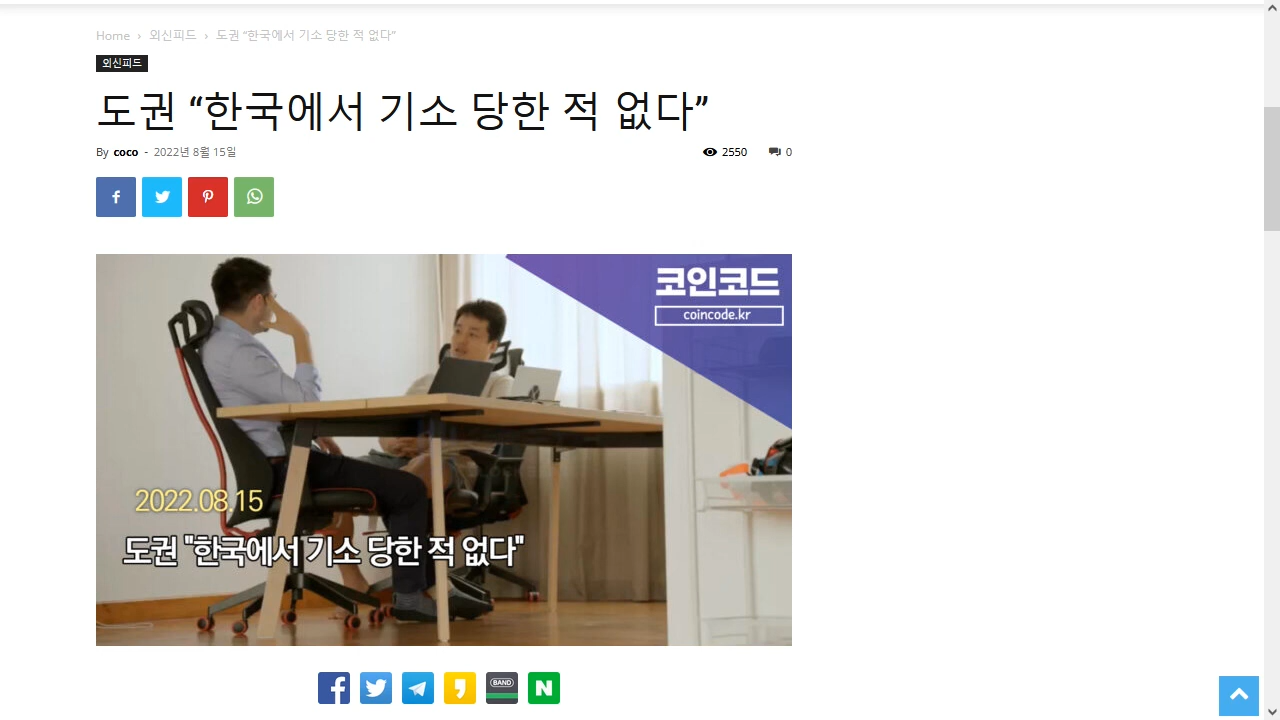 Home › 외신피드 › 도권 “한국에서 기소 당한 적 없다”
외신피드
도권 “한국에서 기소 당한 적 없다”
By coco - 2022년 8월 15일 2550 0
코인코드
coincode.kr
2022.08.15
도권 "한국에서 기소 당한 적 없다"
BAND
N